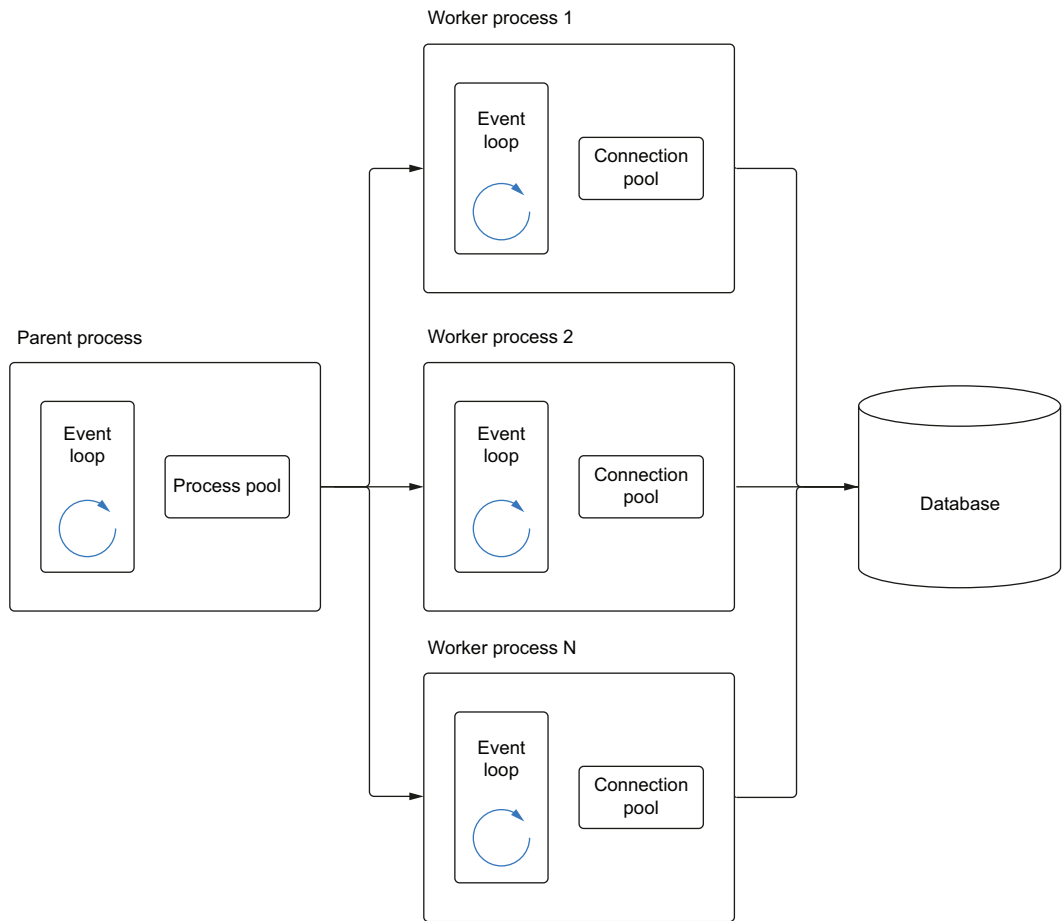 Worker process 1
Event
loop
Connection
pool
Parent process
Event
loop
Process pool
Worker process 2
Event
loop
Connection
pool
Database
Worker process N
Event
loop
Connection
pool